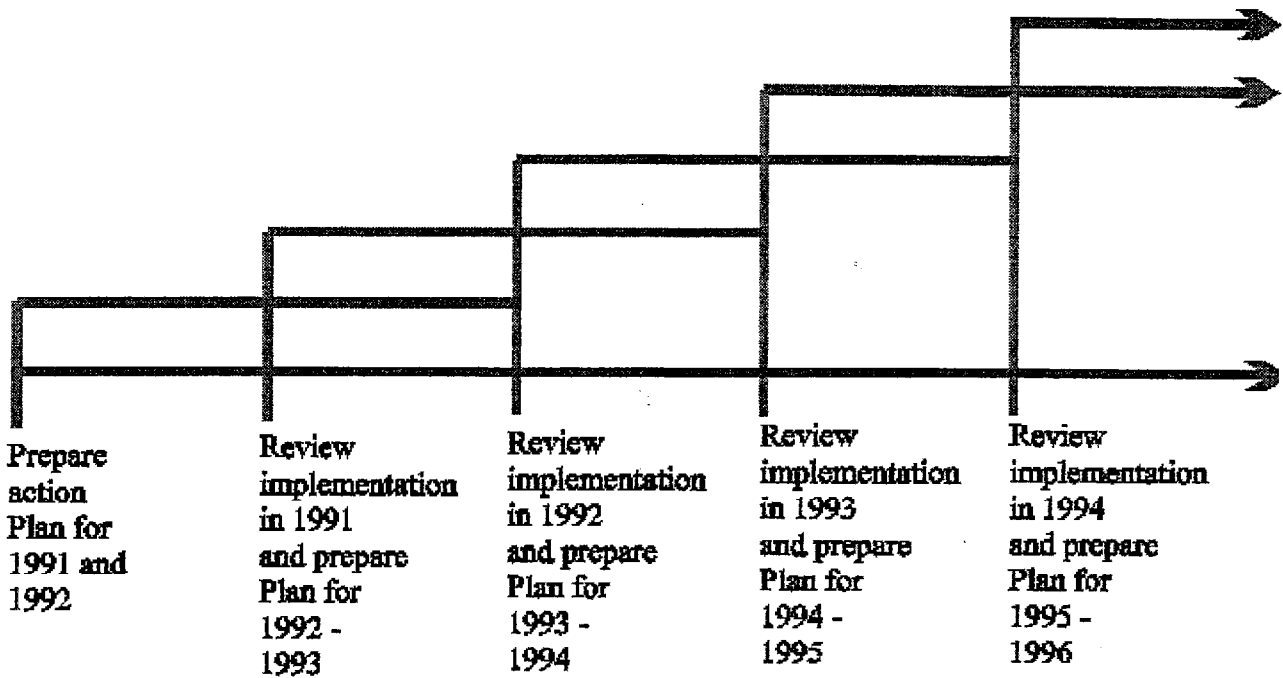 Prepare
action
Plan for
1991 and
1992
Review
implementation
in 1991
and prepare
Plan for
1992 -
1993
Review
implementation
in 1992
and prepare
Plan for
1993 -
1994
Review
implementation
in 1993
and prepare
Plan for
1994 -
1995
Review
implementation
in 1994
and prepare
Plan for
1995 -
1996